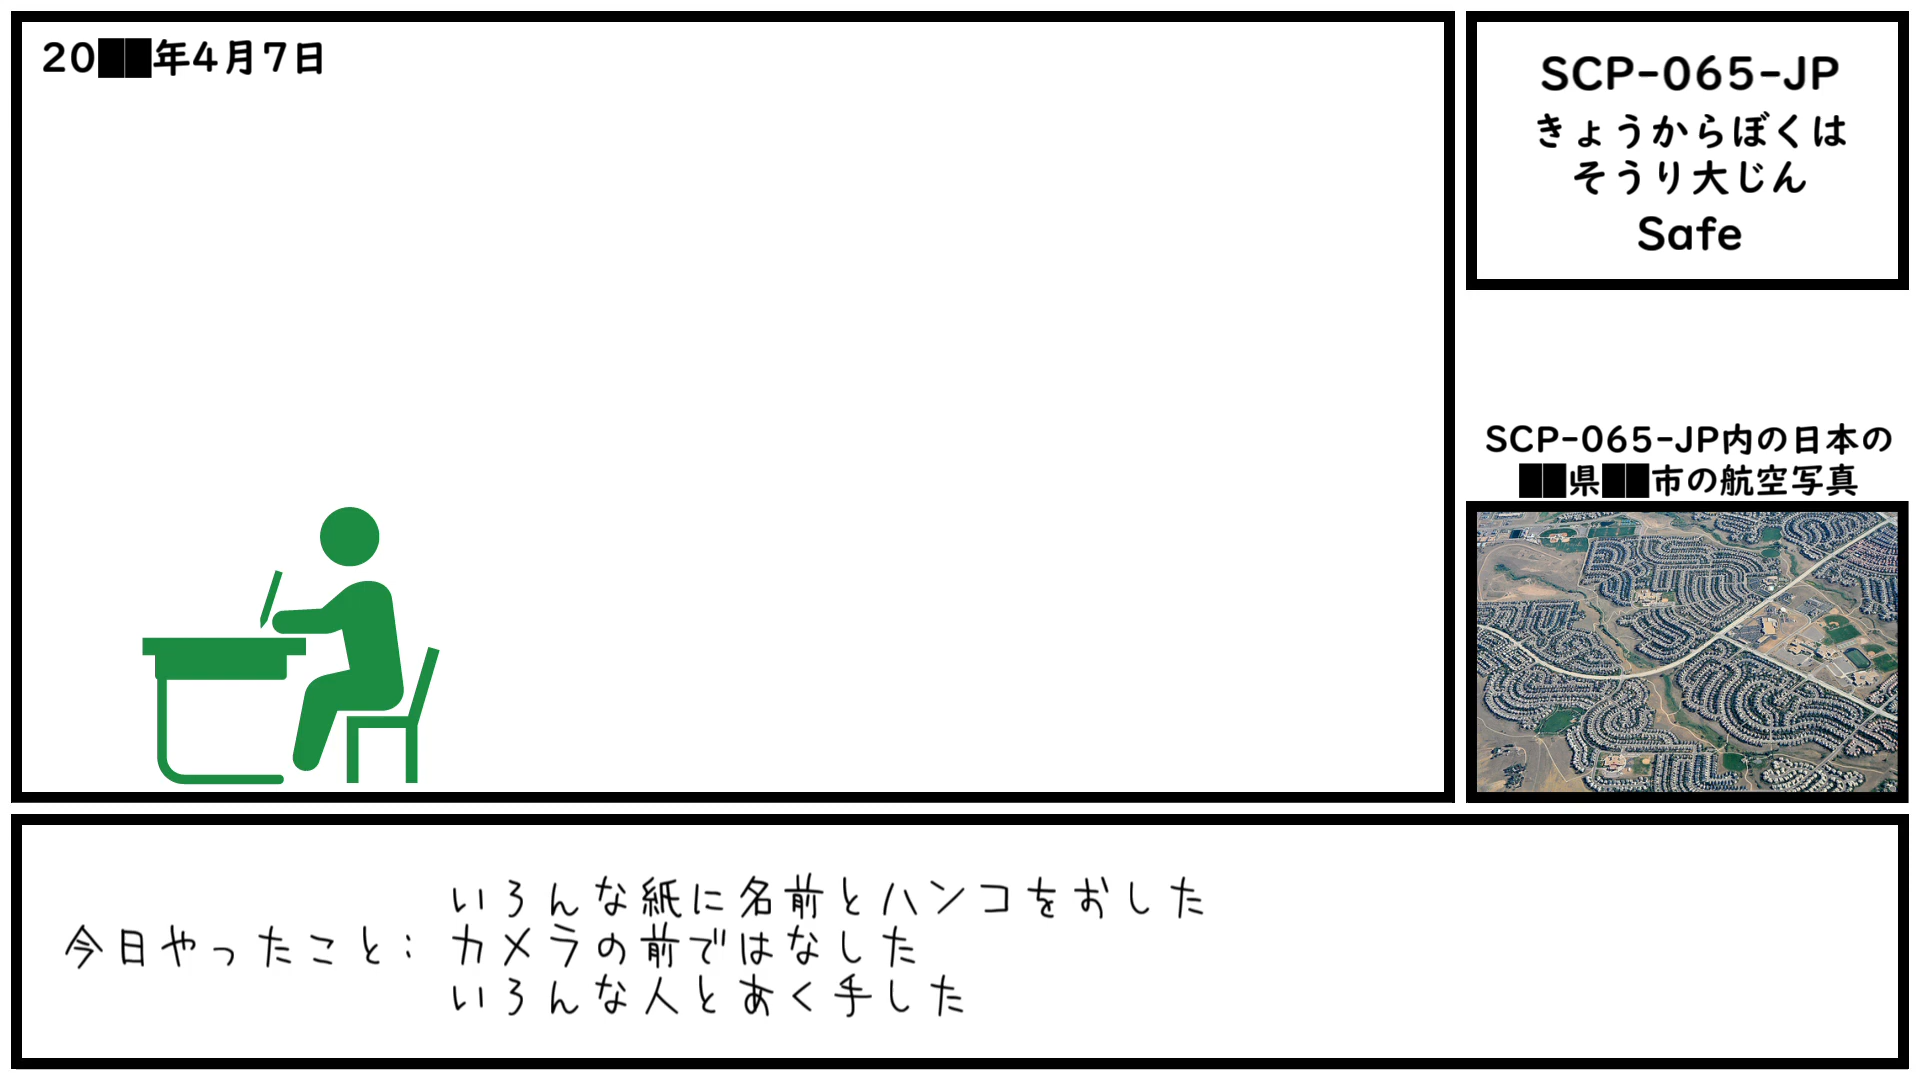 20██年4月7日
SCP-065-JP
きょうからぼくは
そうり大じん
Safe
SCP-065-JP内の日本の
██県██市の航空写真
いろんな紙に名前とハンコをおした
今日やったこと：カメラの前ではなした
いろんな人とあく手した